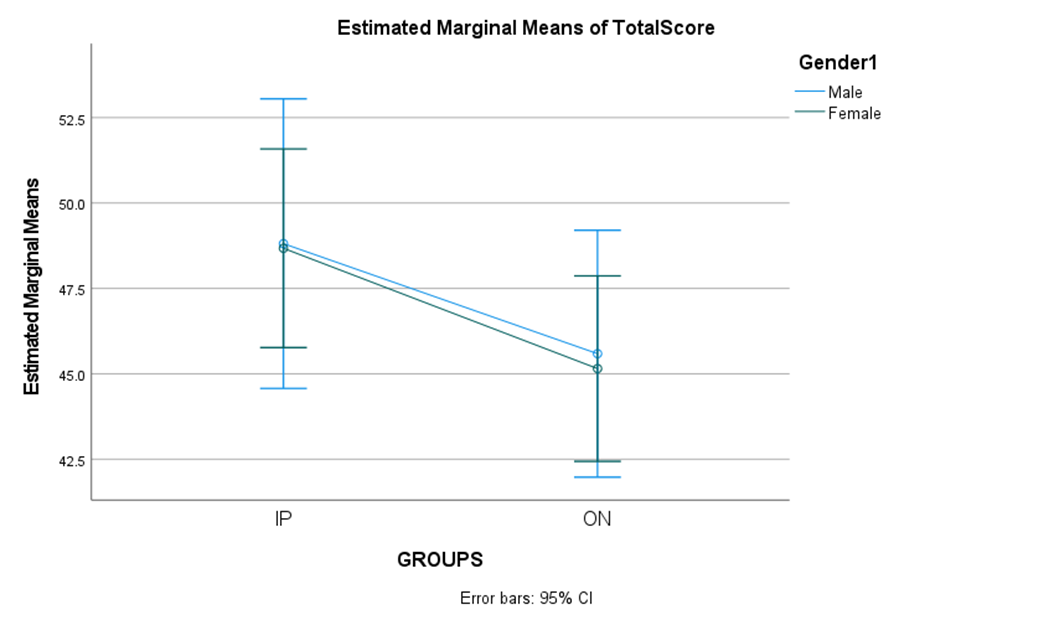 Estimated Marginal Means of TotalScore
Gender1
Male
Female
Estimated Marginal Means
52.5
50.0
47.5
45.0
42.5
IP
ON
GROUPS
Error bars: 95% CI